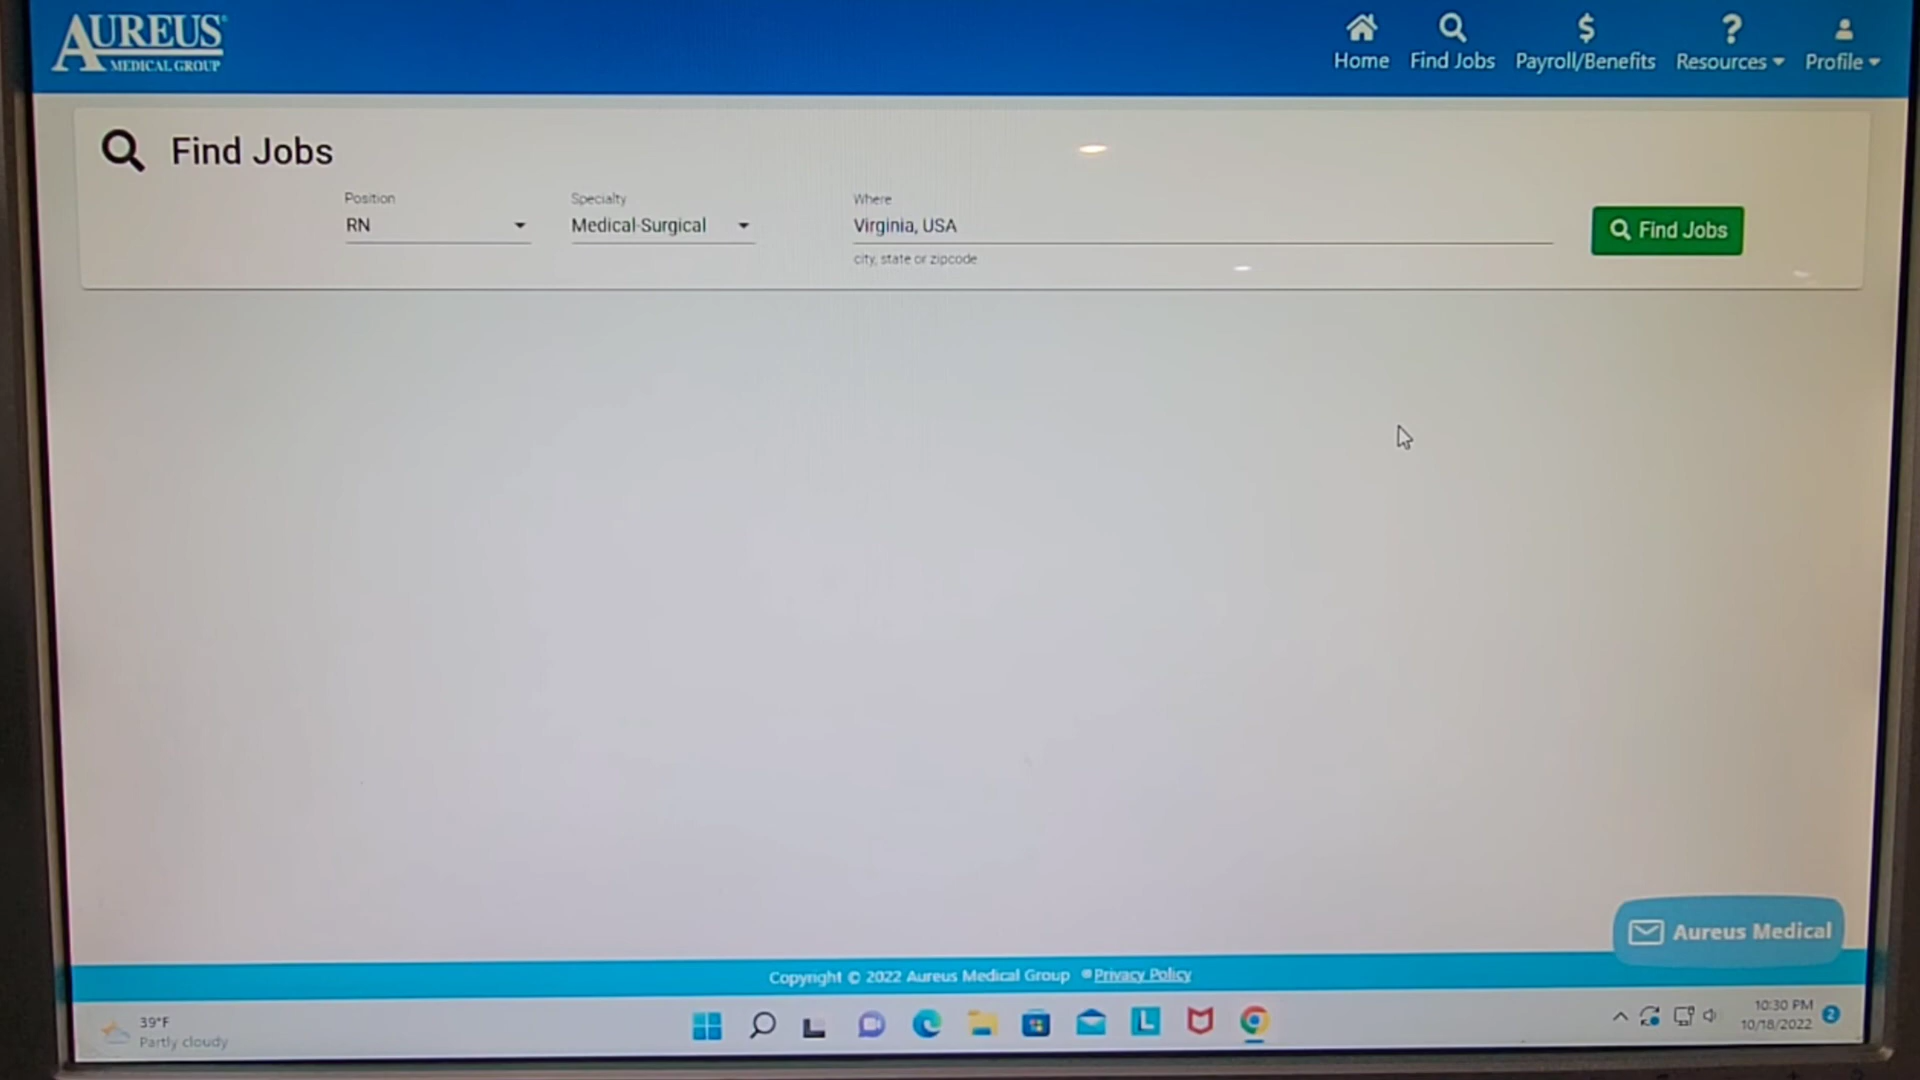 AUREUS
MEDICAL GROUP
Home
Find Jobs
Payroll/Benefits
Resources
Profile
Find Jobs
Position
RN
Specialty
Medical-Surgical
Where
Virginia, USA
city, state or zipcode
Find Jobs
Aureus Medical
Copyright © 2022 Aureus Medical Group
Privacy Policy
39°F
Partly cloudy
10:30 PM
10/18/2022
2